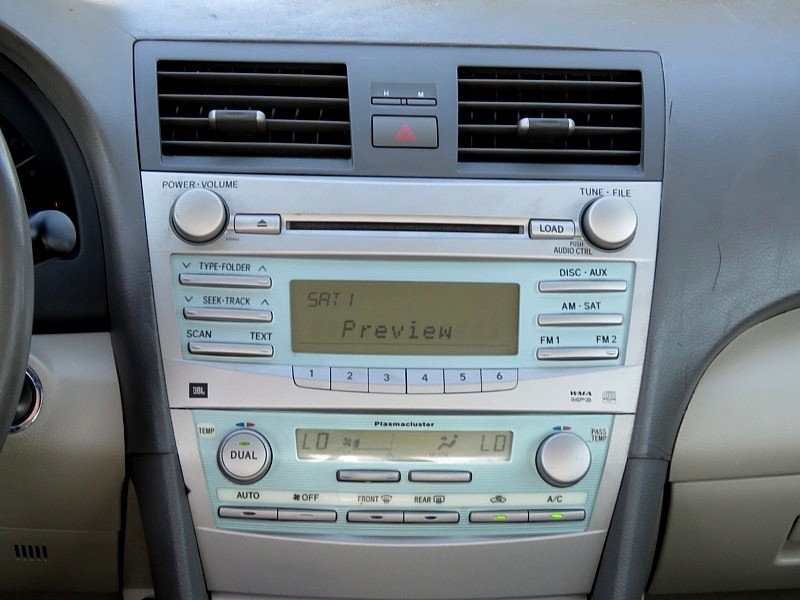 H M
POWER·VOLUME
TUNE·FILE
LOAD
PUSH
AUDIO CTRL
TYPE·FOLDER
DISC·AUX
SAT1
SEEK·TRACK
AM·SAT
Preview
SCAN TEXT
FM1 FM2
1 2 3 4 5 6
JBL
WMA
MP3
Plasmacluster
TEMP
PASS
TEMP
LO LO
DUAL
AUTO OFF FRONT REAR A/C